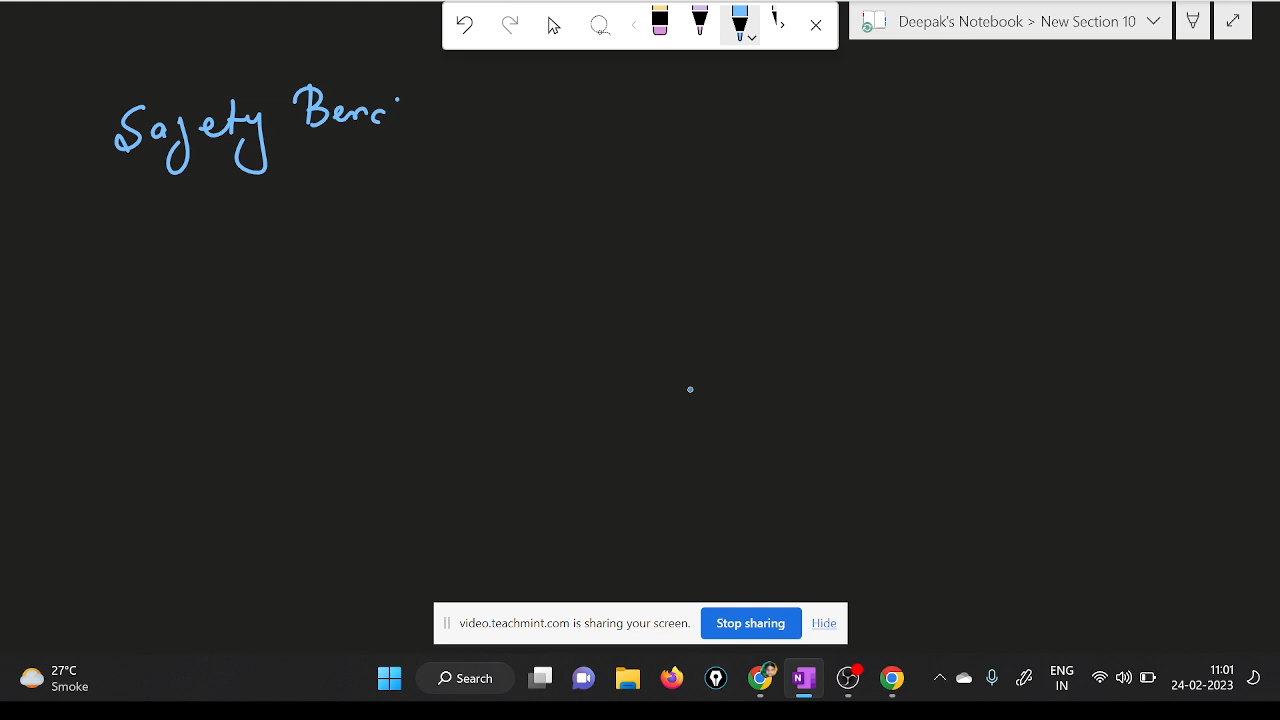 Deepak's Notebook > New Section 10
Safety Benc
video.teachmint.com is sharing your screen.
Stop sharing
Hide
27°C
Smoke
Search
ENG
IN
11:01
24-02-2023